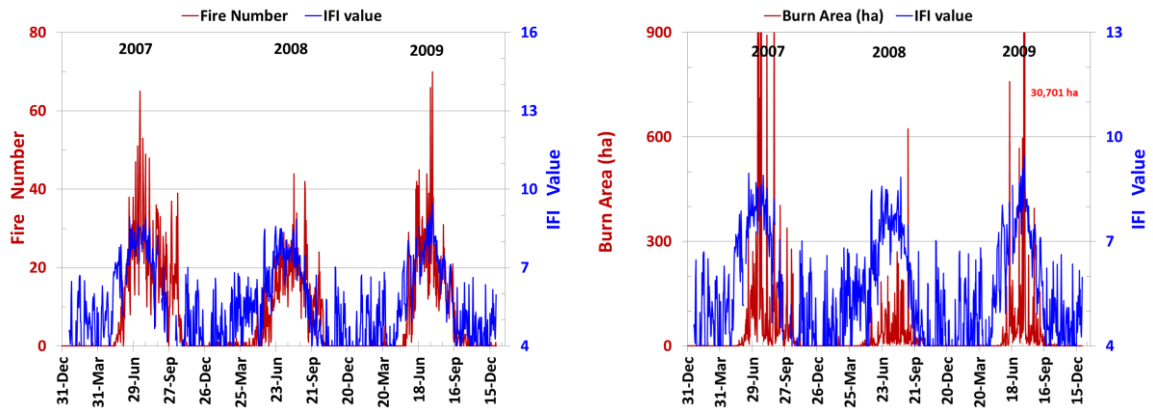 Fire Number IFI value
80
60
40
20
0
Fire Number
16
13
10
7
4
IFI Value
2007 2008 2009
31-Dec
31-Mar
29-Jun
27-Sep
26-Dec
25-Mar
23-Jun
21-Sep
20-Dec
20-Mar
18-Jun
16-Sep
15-Dec
Burn Area (ha) IFI value
900
600
300
0
Burn Area (ha)
13
10
7
4
IFI Value
2007 2008 2009
30,701 ha
31-Dec
31-Mar
29-Jun
27-Sep
26-Dec
25-Mar
23-Jun
21-Sep
20-Dec
20-Mar
18-Jun
16-Sep
15-Dec